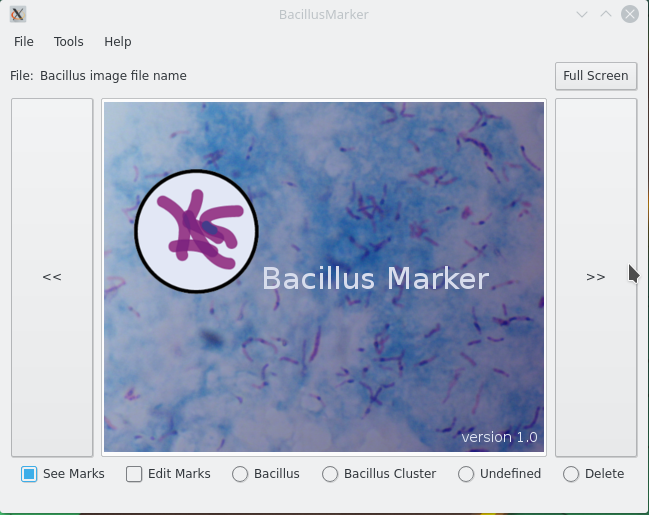 BacillusMarker
File Tools Help
File: Bacillus image file name
Full Screen
<<
>>
Bacillus Marker
version 1.0
See Marks Edit Marks Bacillus Bacillus Cluster Undefined Delete